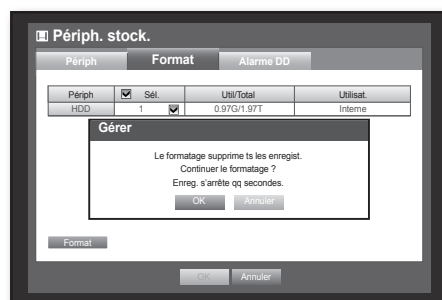 Périph. stock.
Périph Format Alarme DD
Périph Sél. Util/Total Utilisat.
HDD 1 0.97G/1.97T Interne
Gérer
Le formatage supprime ts les enregist.
Continuer le formatage ?
Enreg. s'arrête qq secondes.
OK Annuler
Format
OK Annuler